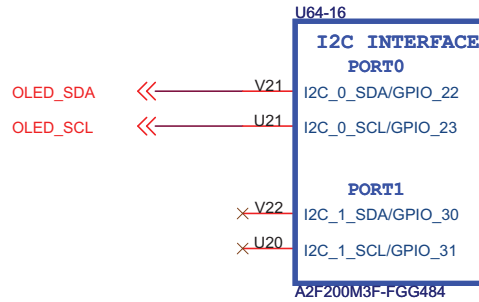 U64-16
I2C INTERFACE
PORT0
OLED_SDA V21 I2C_0_SDA/GPIO_22
OLED_SCL U21 I2C_0_SCL/GPIO_23
PORT1
V22 I2C_1_SDA/GPIO_30
U20 I2C_1_SCL/GPIO_31
A2F200M3F-FGG484